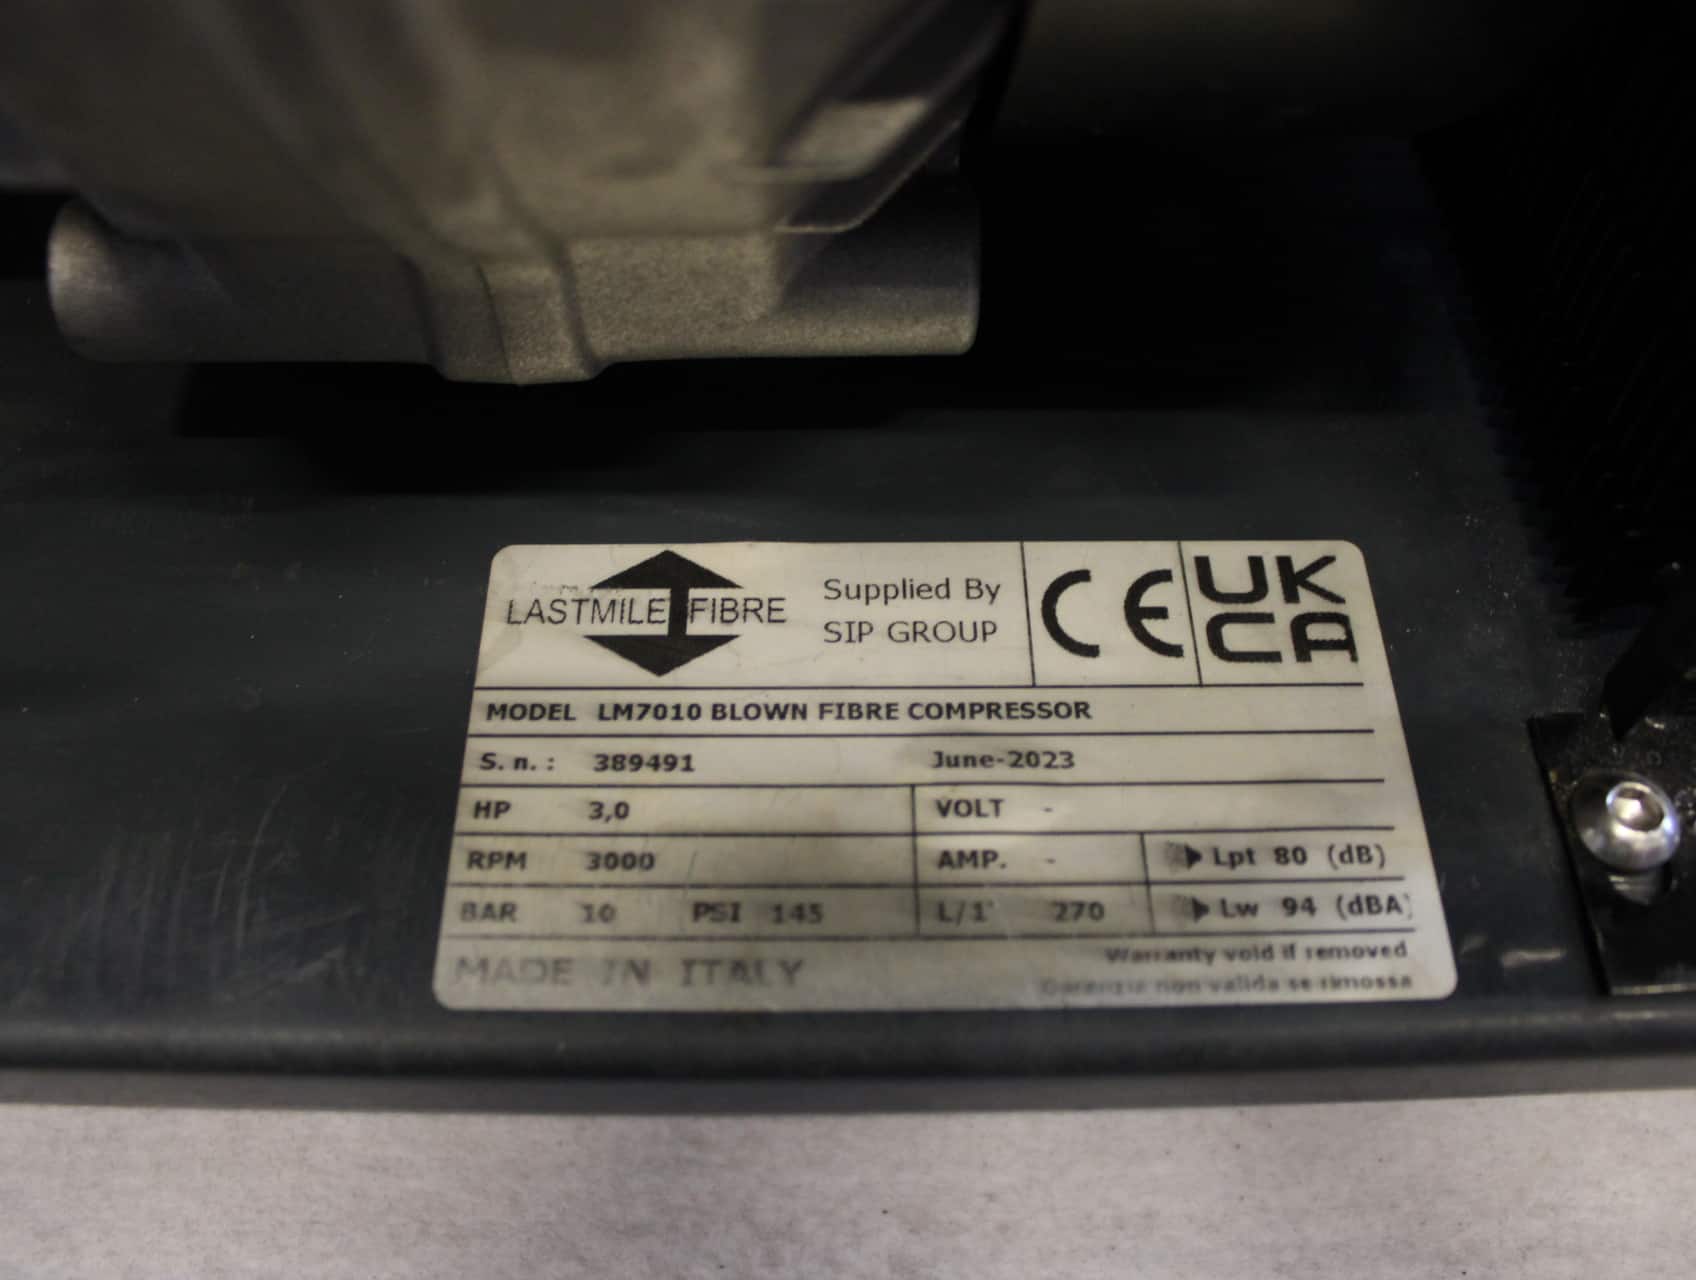 LASTMILE FIBRE
Supplied By
SIP GROUP
CE
UK
CA
MODEL LM7010 BLOWN FIBRE COMPRESSOR
S. n. : 389491 June-2023
HP 3,0 VOLT -
RPM 3000 AMP. - Lpt 80 (dB)
BAR 10 PSI 145 L/1' 270 Lw 94 (dBA)
MADE IN ITALY
Warranty void if removed
Garanzia non valida se rimossa